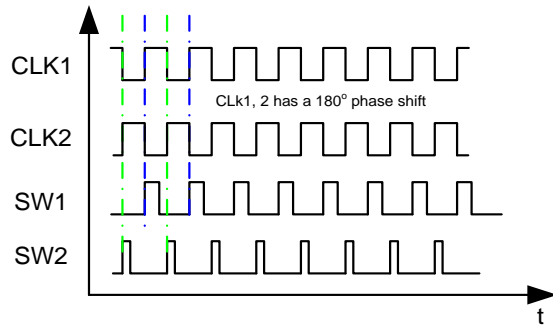 CLK1
CLk1, 2 has a 180° phase shift
CLK2
SW1
SW2
t